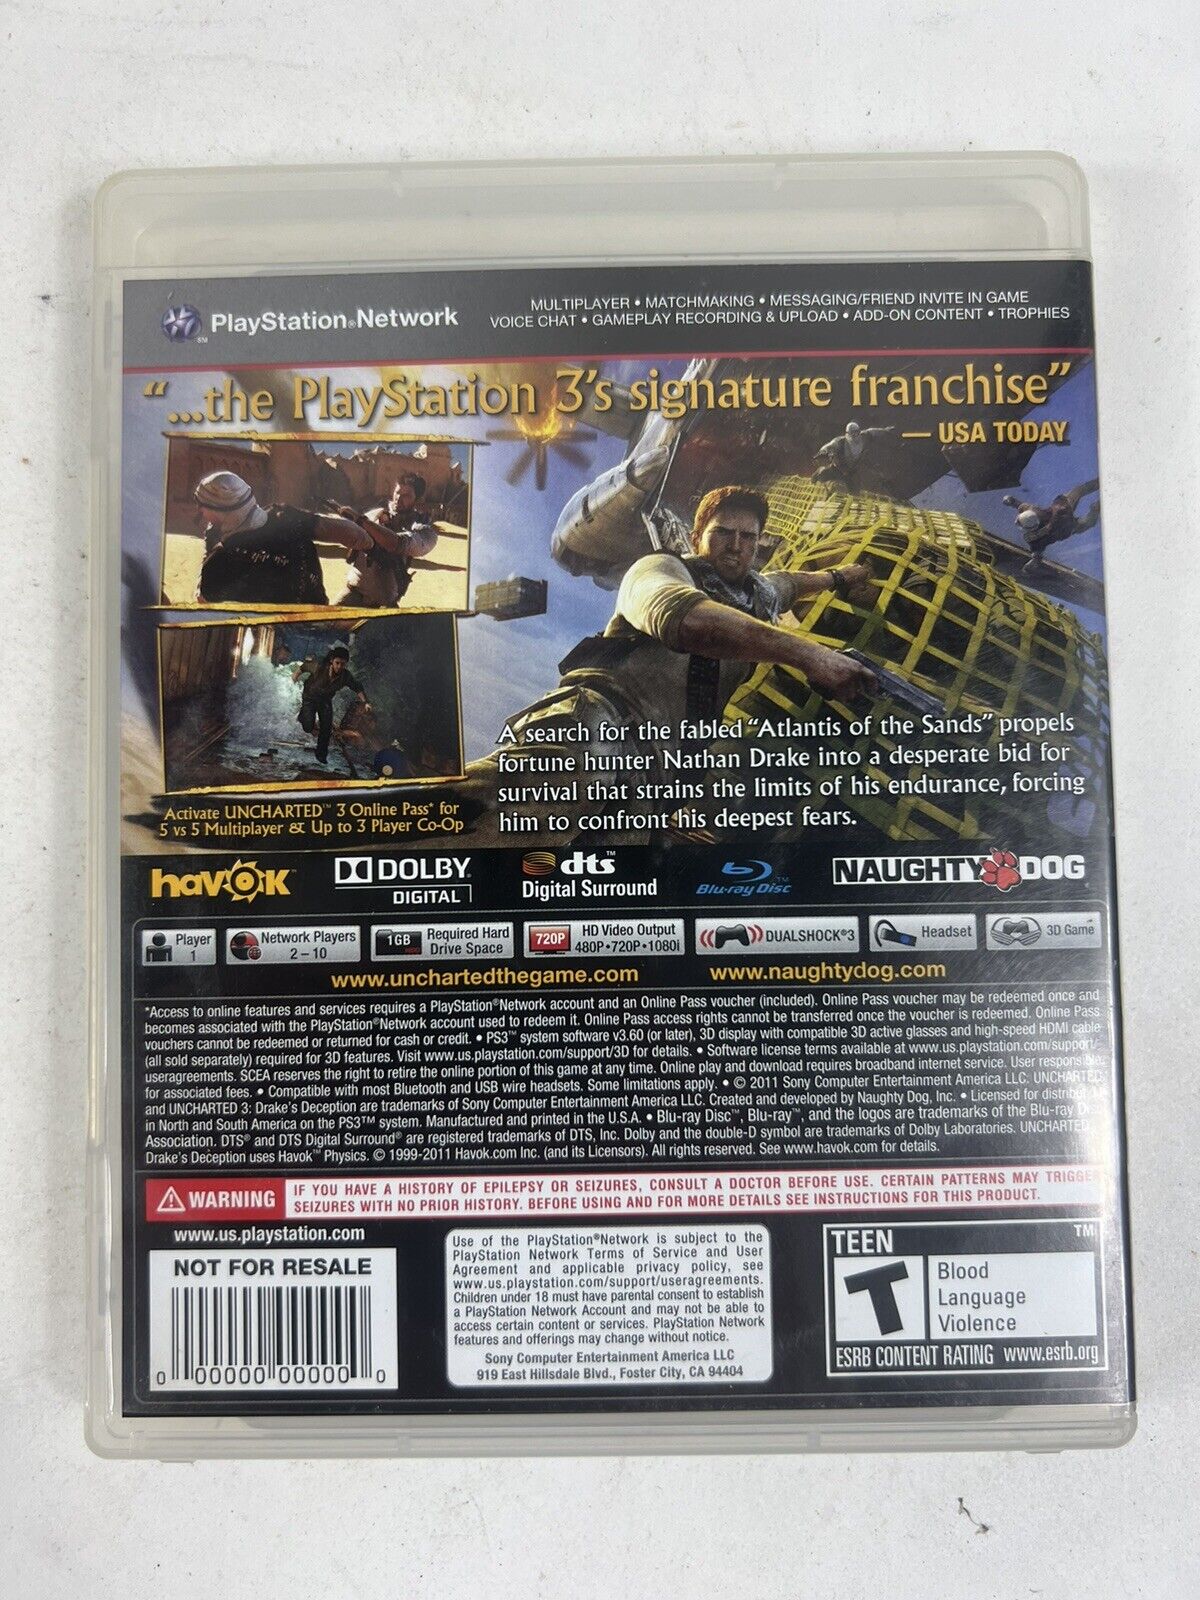 PlayStation®Network
SM
MULTIPLAYER • MATCHMAKING • MESSAGING/FRIEND INVITE IN GAME
VOICE CHAT • GAMEPLAY RECORDING & UPLOAD • ADD-ON CONTENT • TROPHIES
“...the PlayStation 3’s signature franchise”
— USA TODAY
A search for the fabled “Atlantis of the Sands” propels
fortune hunter Nathan Drake into a desperate bid for
survival that strains the limits of his endurance, forcing
him to confront his deepest fears.
Activate UNCHARTED™ 3 Online Pass* for
5 vs 5 Multiplayer & Up to 3 Player Co-Op
havok™
DOLBY
DIGITAL
dts™
Digital Surround
Blu-ray Disc™
NAUGHTY DOG
Player
1
Network Players
2 – 10
1GB
Required Hard
Drive Space
720P
HD Video Output
480P•720P•1080i
DUALSHOCK®3
Headset
3D Game
www.unchartedthegame.com
www.naughtydog.com
*Access to online features and services requires a PlayStation®Network account and an Online Pass voucher (included). Online Pass voucher may be redeemed once and
becomes associated with the PlayStation®Network account used to redeem it. Online Pass access rights cannot be transferred once the voucher is redeemed. Online Pass
vouchers cannot be redeemed or returned for cash or credit. • PS3™ system software v3.60 (or later), 3D display with compatible 3D active glasses and high-speed HDMI cable
(all sold separately) required for 3D features. Visit www.us.playstation.com/support/3D for details. • Software license terms available at www.us.playstation.com/support/
useragreements. SCEA reserves the right to retire the online portion of this game at any time. Online play and download requires broadband internet service. User responsible
for associated fees. • Compatible with most Bluetooth and USB wire headsets. Some limitations apply. • © 2011 Sony Computer Entertainment America LLC. UNCHARTED
and UNCHARTED 3: Drake’s Deception are trademarks of Sony Computer Entertainment America LLC. Created and developed by Naughty Dog, Inc. • Licensed for
in North and South America on the PS3™ system. Manufactured and printed in the U.S.A. • Blu-ray Disc™, Blu-ray™, and the logos are trademarks of the Blu-ray
Association. DTS® and DTS Digital Surround® are registered trademarks of DTS, Inc. Dolby and the double-D symbol are trademarks of Dolby Laboratories. UNCHARTED
Drake’s Deception uses Havok™ Physics. © 1999-2011 Havok.com Inc. (and its Licensors). All rights reserved. See www.havok.com for details.
WARNING
IF YOU HAVE A HISTORY OF EPILEPSY OR SEIZURES, CONSULT A DOCTOR BEFORE USE. CERTAIN PATTERNS MAY TRIGGER
SEIZURES WITH NO PRIOR HISTORY. BEFORE USING AND FOR MORE DETAILS SEE INSTRUCTIONS FOR THIS PRODUCT.
www.us.playstation.com
NOT FOR RESALE
0 00000 00000 0
Use of the PlayStation®Network is subject to the
PlayStation Network Terms of Service and User
Agreement and applicable privacy policy, see
www.us.playstation.com/support/useragreements.
Children under 18 must have parental consent to establish
a PlayStation Network Account and may not be able to
access certain content or services. PlayStation Network
features and offerings may change without notice.
Sony Computer Entertainment America LLC
919 East Hillsdale Blvd., Foster City, CA 94404
TEEN
TM
T
Blood
Language
Violence
ESRB CONTENT RATING www.esrb.org